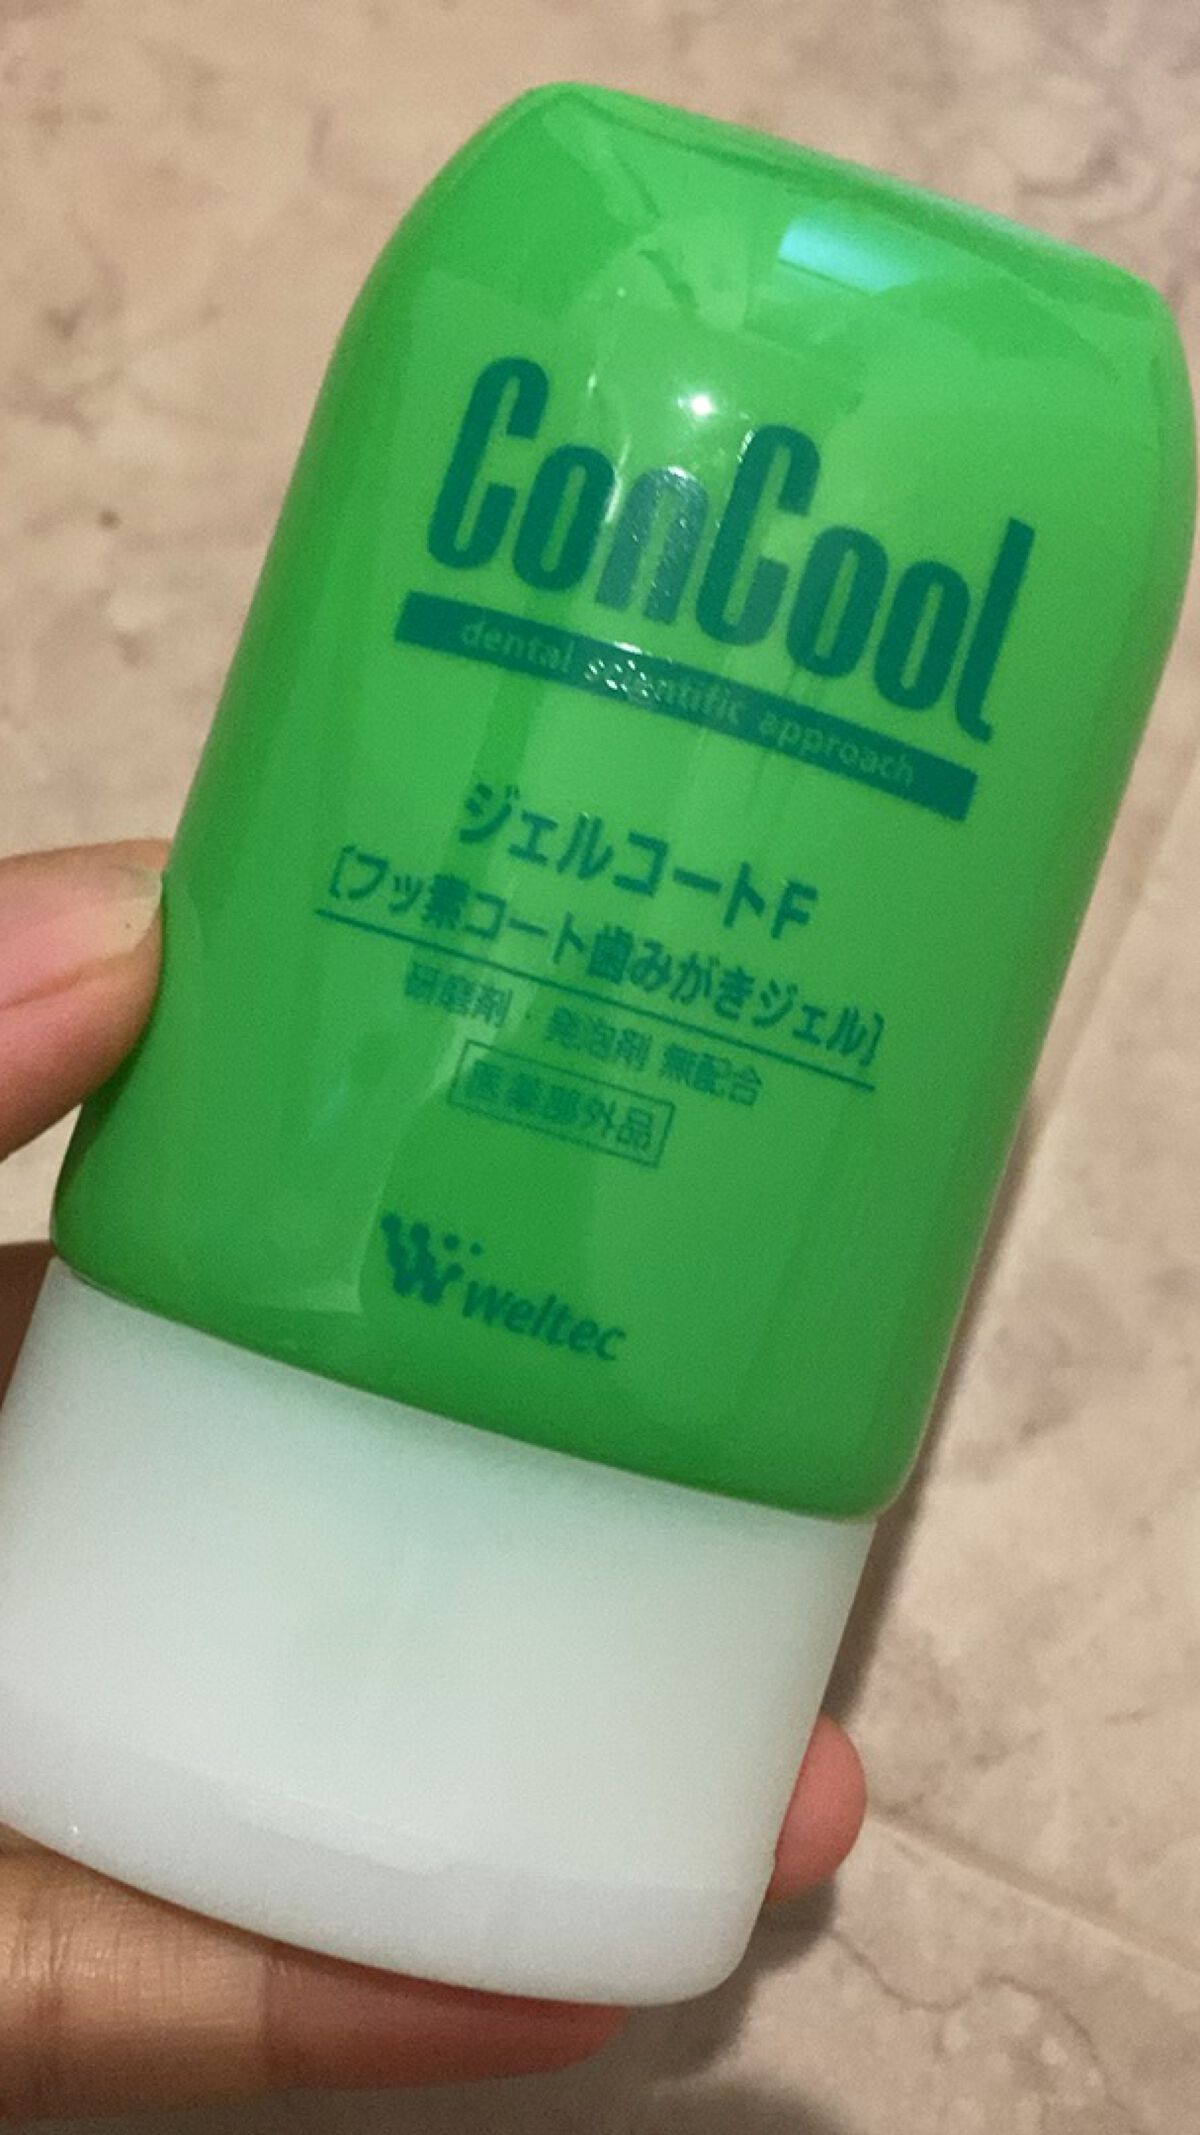 ConCool
dental scientific approach
ジェルコートF
[フッ素コート歯みがきジェル]
研磨剤・発泡剤 無配合
医薬部外品
weltec